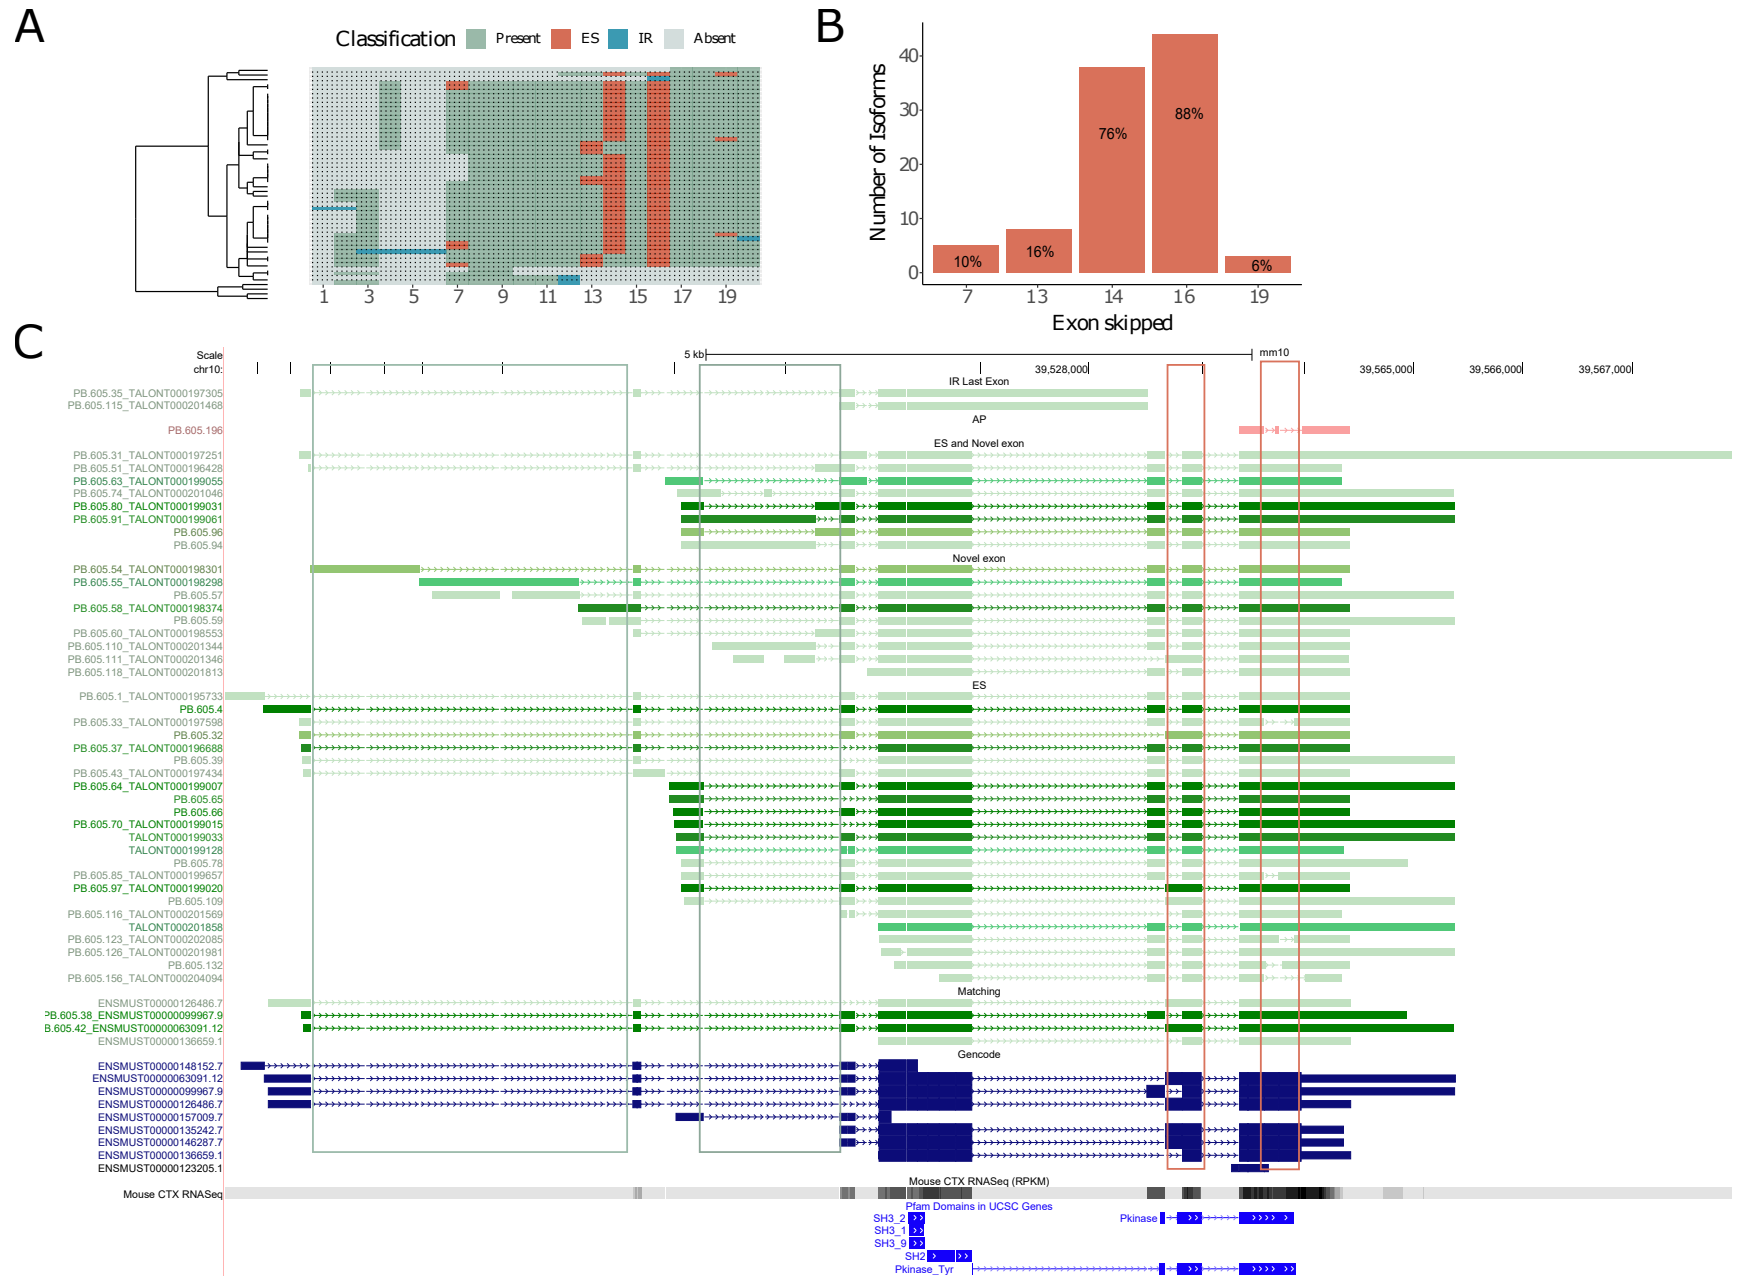 A
Classification Present ES IR Absent
1 3 5 7 9 11 13 15 17 19
B
Number of Isoforms
40
30
20
10
0
10% 16% 76% 88% 6%
7 13 14 16 19
Exon skipped
C
Scale 5 kb mm10
chr10: 39,528,000 39,565,000 39,566,000 39,567,000
IR Last Exon
PB.605.35_TALONT000197305
PB.605.115_TALONT000201468
AP
PB.605.196
ES and Novel exon
PB.605.31_TALONT000197251
PB.605.51_TALONT000196428
PB.605.63_TALONT000199055
PB.605.74_TALONT000201046
PB.605.80_TALONT000199031
PB.605.91_TALONT000199061
PB.605.96
PB.605.94
Novel exon
PB.605.54_TALONT000198301
PB.605.55_TALONT000198298
PB.605.57
PB.605.58_TALONT000198374
PB.605.59
PB.605.60_TALONT000198553
PB.605.110_TALONT000201344
PB.605.111_TALONT000201346
PB.605.118_TALONT000201813
ES
PB.605.1_TALONT000195733
PB.605.4
PB.605.33_TALONT000197598
PB.605.32
PB.605.37_TALONT000196688
PB.605.39
PB.605.43_TALONT000197434
PB.605.64_TALONT000199007
PB.605.65
PB.605.66
PB.605.70_TALONT000199015
TALONT000199033
TALONT000199128
PB.605.78
PB.605.85_TALONT000199657
PB.605.97_TALONT000199020
PB.605.109
PB.605.116_TALONT000201569
TALONT000201858
PB.605.123_TALONT000202085
PB.605.126_TALONT000201981
PB.605.132
PB.605.156_TALONT000204094
Matching
ENSMUST00000126486.7
PB.605.38_ENSMUST00000099967.9
B.605.42_ENSMUST00000063091.12
ENSMUST00000136659.1
Gencode
ENSMUST00000148152.7
ENSMUST00000063091.12
ENSMUST00000099967.9
ENSMUST00000126486.7
ENSMUST00000157009.7
ENSMUST00000135242.7
ENSMUST00000146287.7
ENSMUST00000136659.1
ENSMUST00000123205.1
Mouse CTX RNASeq (RPKM)
Mouse CTX RNASeq
Pfam Domains in UCSC Genes
SH3_2 Pkinase
SH3_1
SH3_9
SH2
Pkinase_Tyr